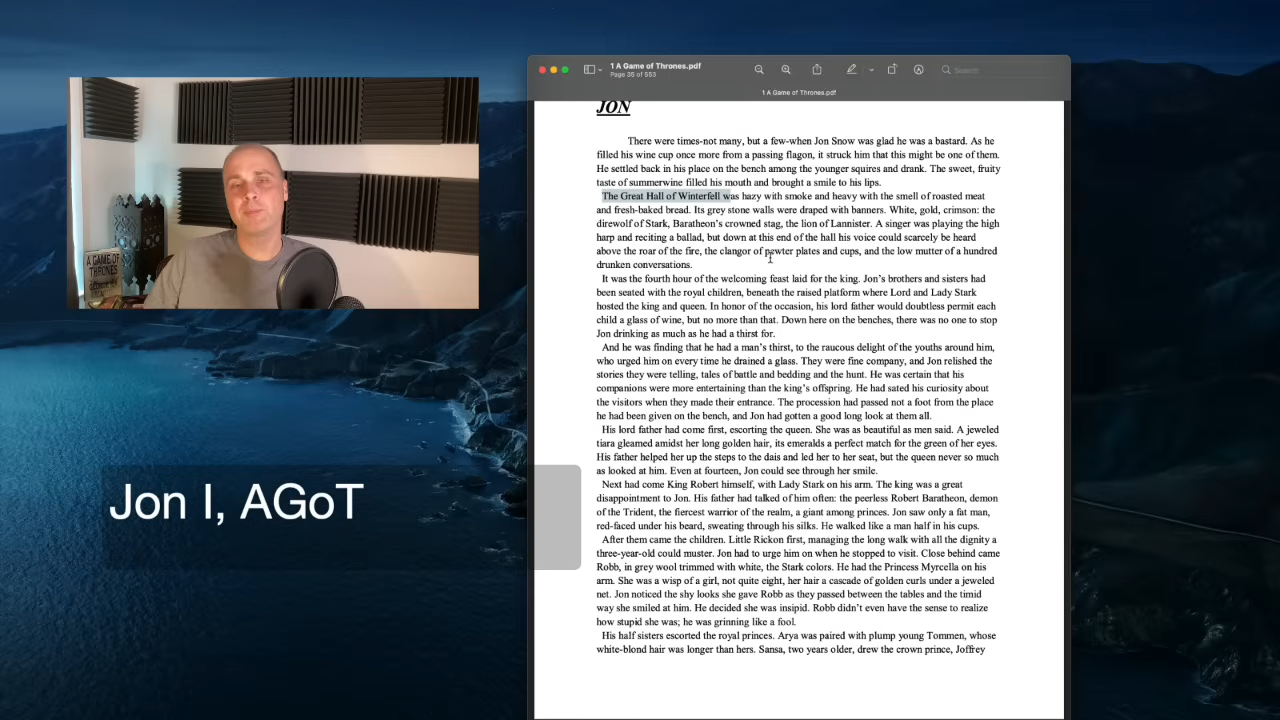 1 A Game of Thrones.pdf
Page 35 of 553
Search
1 A Game of Thrones.pdf
JON
There were times-not many, but a few-when Jon Snow was glad he was a bastard. As he
filled his wine cup once more from a passing flagon, it struck him that this might be one of them.
He settled back in his place on the bench among the younger squires and drank. The sweet, fruity
taste of summerwine filled his mouth and brought a smile to his lips.
The Great Hall of Winterfell was hazy with smoke and heavy with the smell of roasted meat
and fresh-baked bread. Its grey stone walls were draped with banners. White, gold, crimson: the
direwolf of Stark, Baratheon's crowned stag, the lion of Lannister. A singer was playing the high
harp and reciting a ballad, but down at this end of the hall his voice could scarcely be heard
above the roar of the fire, the clangor of pewter plates and cups, and the low mutter of a hundred
drunken conversations.
It was the fourth hour of the welcoming feast laid for the king. Jon's brothers and sisters had
been seated with the royal children, beneath the raised platform where Lord and Lady Stark
hosted the king and queen. In honor of the occasion, his lord father would doubtless permit each
child a glass of wine, but no more than that. Down here on the benches, there was no one to stop
Jon drinking as much as he had a thirst for.
And he was finding that he had a man's thirst, to the raucous delight of the youths around him,
who urged him on every time he drained a glass. They were fine company, and Jon relished the
stories they were telling, tales of battle and bedding and the hunt. He was certain that his
companions were more entertaining than the king's offspring. He had sated his curiosity about
the visitors when they made their entrance. The procession had passed not a foot from the place
he had been given on the bench, and Jon had gotten a good long look at them all.
His lord father had come first, escorting the queen. She was as beautiful as men said. A jeweled
tiara gleamed amidst her long golden hair, its emeralds a perfect match for the green of her eyes.
His father helped her up the steps to the dais and led her to her seat, but the queen never so much
as looked at him. Even at fourteen, Jon could see through her smile.
Next had come King Robert himself, with Lady Stark on his arm. The king was a great
disappointment to Jon. His father had talked of him often: the peerless Robert Baratheon, demon
of the Trident, the fiercest warrior of the realm, a giant among princes. Jon saw only a fat man,
red-faced under his beard, sweating through his silks. He walked like a man half in his cups.
After them came the children. Little Rickon first, managing the long walk with all the dignity a
three-year-old could muster. Jon had to urge him on when he stopped to visit. Close behind came
Robb, in grey wool trimmed with white, the Stark colors. He had the Princess Myrcella on his
arm. She was a wisp of a girl, not quite eight, her hair a cascade of golden curls under a jeweled
net. Jon noticed the shy looks she gave Robb as they passed between the tables and the timid
way she smiled at him. He decided she was insipid. Robb didn't even have the sense to realize
how stupid she was; he was grinning like a fool.
His half sisters escorted the royal princes. Arya was paired with plump young Tommen, whose
white-blond hair was longer than hers. Sansa, two years older, drew the crown prince, Joffrey
A GAME OF
THRONES
Jon I, AGoT